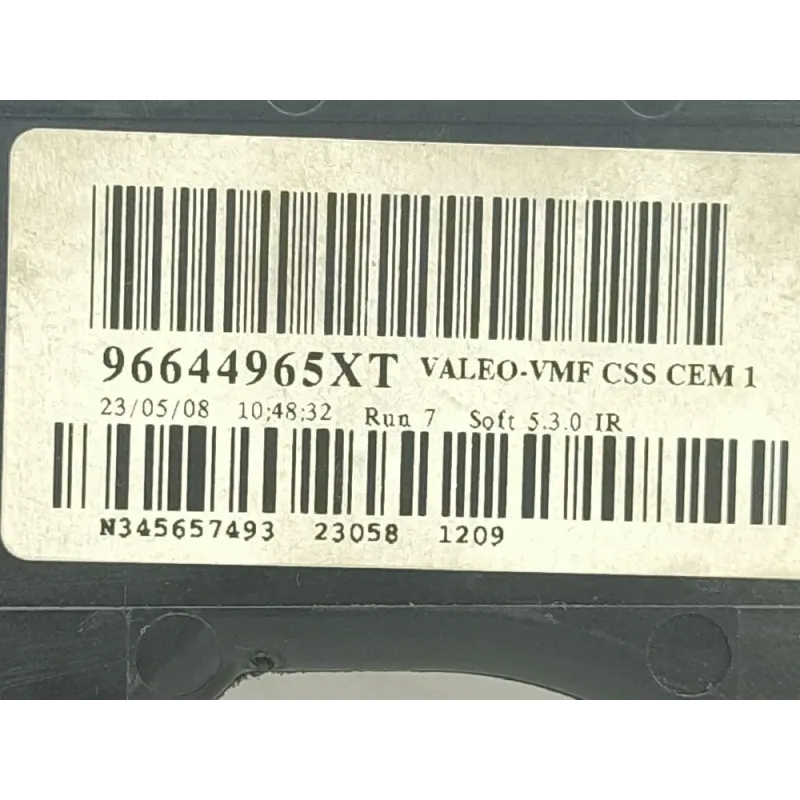 96644965XT VALEO-VMF CSS CEM 1
23/05/08 10;48;32 Run 7 Soft 5.3.0 IR
N345657493 23058 1209